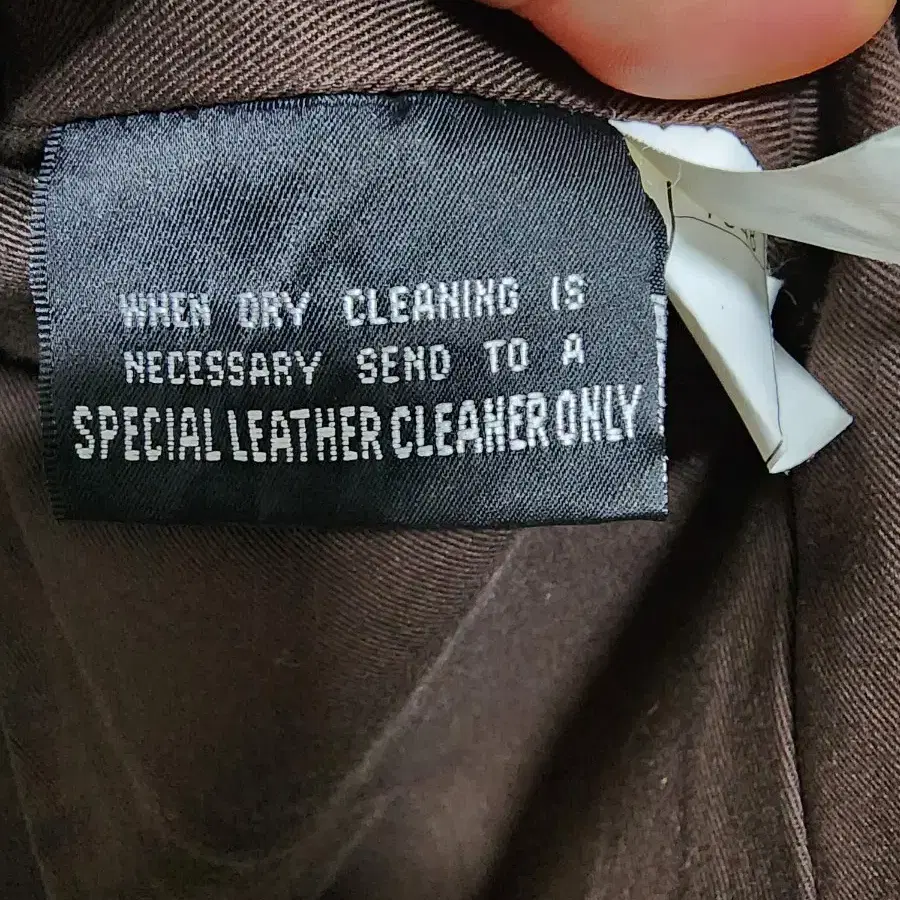 WHEN DRY CLEANING IS
NECESSARY SEND TO A
SPECIAL LEATHER CLEANER ONLY